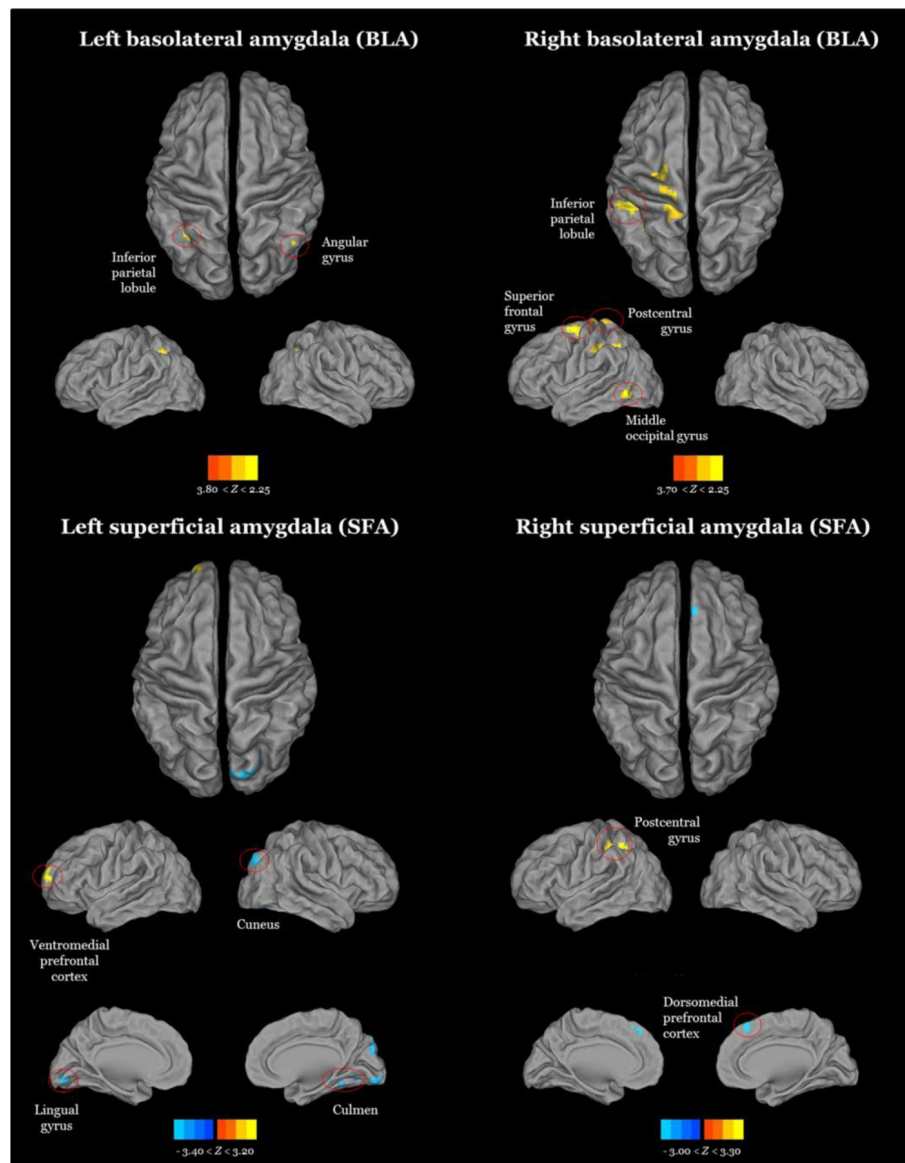 Left basolateral amygdala (BLA)
Right basolateral amygdala (BLA)
Inferior
parietal
lobule
Angular
gyrus
Inferior
parietal
lobule
Superior
frontal
gyrus
Postcentral
gyrus
Middle
occipital gyrus
3.80 < Z < 2.25
3.70 < Z < 2.25
Left superficial amygdala (SFA)
Right superficial amygdala (SFA)
Ventromedial
prefrontal
cortex
Cuneus
Postcentral
gyrus
Lingual
gyrus
Culmen
Dorsomedial
prefrontal
cortex
- 3.40 < Z < 3.20
- 3.00 < Z < 3.30